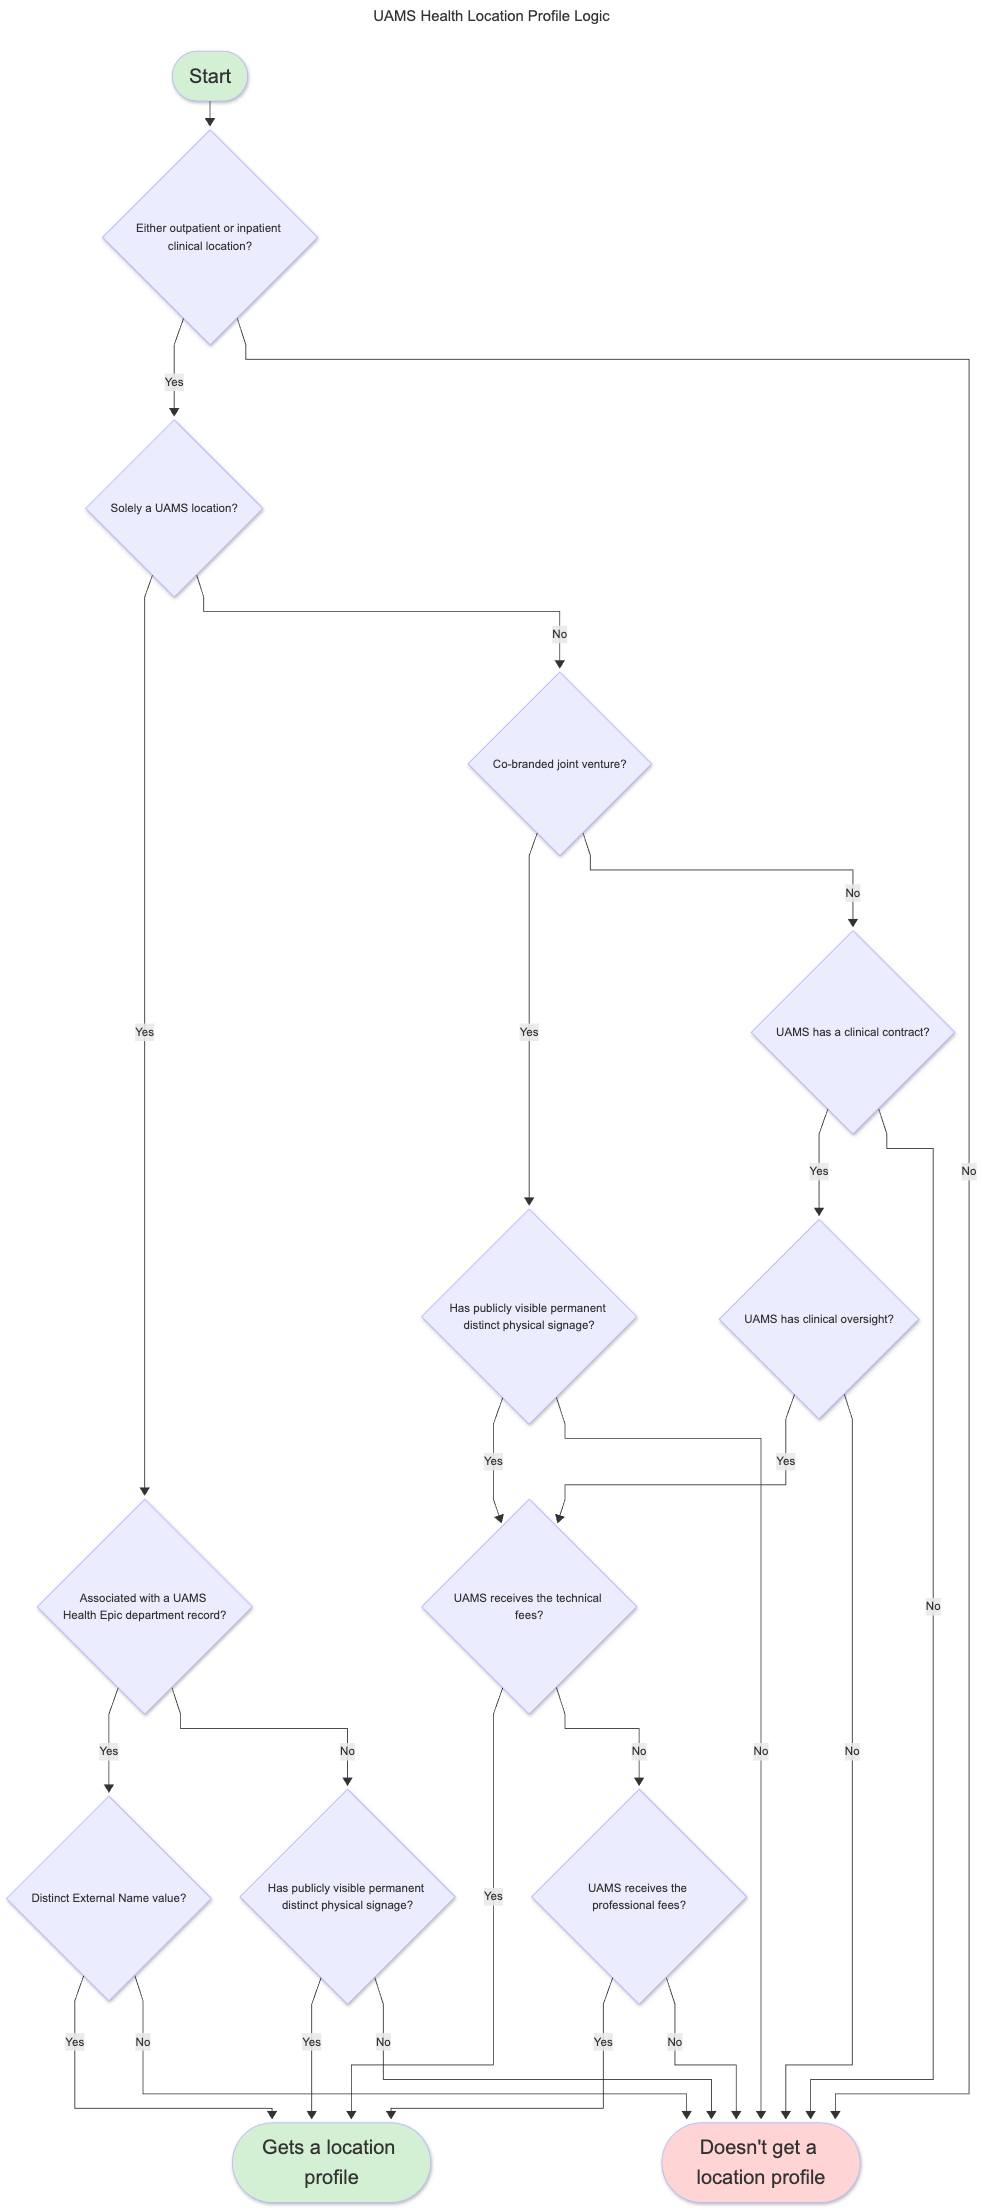 UAMS Health Location Profile Logic
Start
Either outpatient or inpatient
clinical location?
Yes
Solely a UAMS location?
No
Co-branded joint venture?
No
Yes
Yes
UAMS has a clinical contract?
Yes
No
Has publicly visible permanent
distinct physical signage?
UAMS has clinical oversight?
Yes
Yes
Associated with a UAMS
Health Epic department record?
UAMS receives the technical
fees?
No
Yes
No
No
No
No
Distinct External Name value?
Has publicly visible permanent
distinct physical signage?
Yes
UAMS receives the
professional fees?
Yes
No
Yes
No
Yes
No
Gets a location
profile
Doesn't get a
location profile